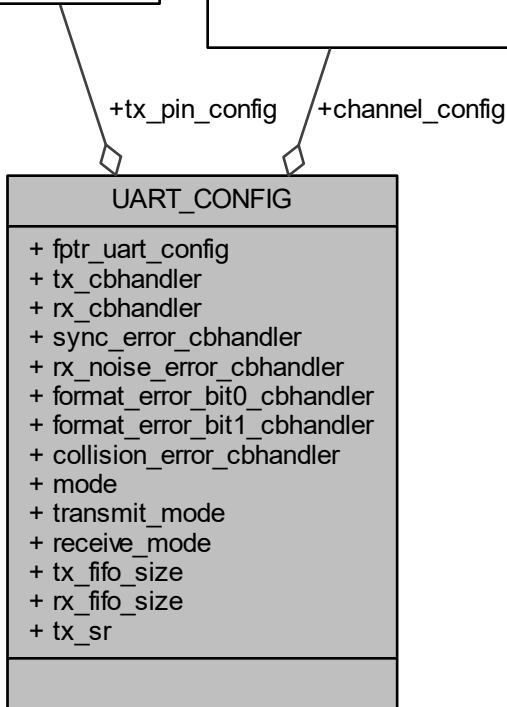 +tx_pin_config
+channel_config
UART_CONFIG
+ fptr_uart_config
+ tx_cbhandler
+ rx_cbhandler
+ sync_error_cbhandler
+ rx_noise_error_cbhandler
+ format_error_bit0_cbhandler
+ format_error_bit1_cbhandler
+ collision_error_cbhandler
+ mode
+ transmit_mode
+ receive_mode
+ tx_fifo_size
+ rx_fifo_size
+ tx_sr